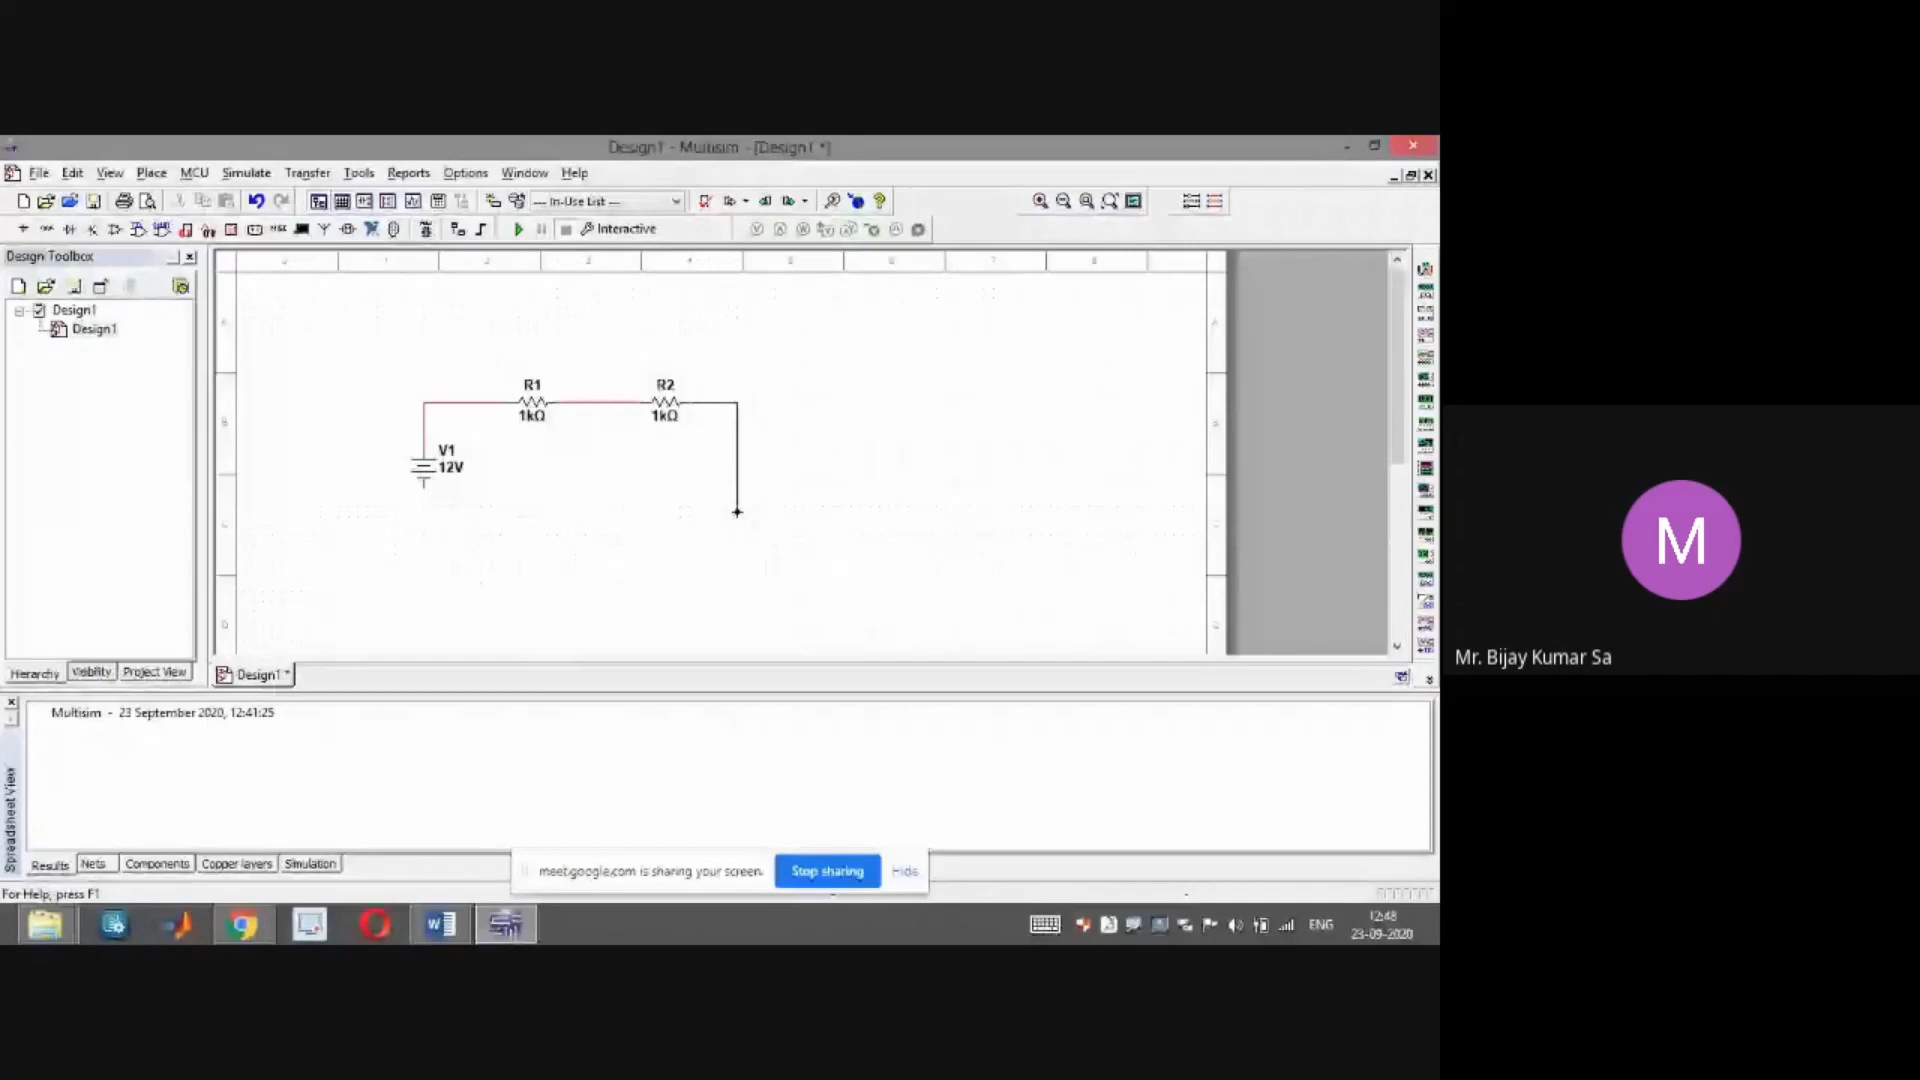 Design1 - Multisim - [Design1 *]
File Edit View Place MCU Simulate Transfer Tools Reports Options Window Help
--- In-Use List ---
Interactive
Design Toolbox
Design1
Design1
R1
R2
1kΩ
1kΩ
V1
12V
Hierarchy Visibility Project View
Design1 *
Mr. Bijay Kumar Sa
M
Multisim - 23 September 2020, 12:41:25
Spreadsheet View
Results Nets Components Copper layers Simulation
meet.google.com is sharing your screen. Stop sharing Hide
For Help, press F1
W
ENG
12:48
23-09-2020